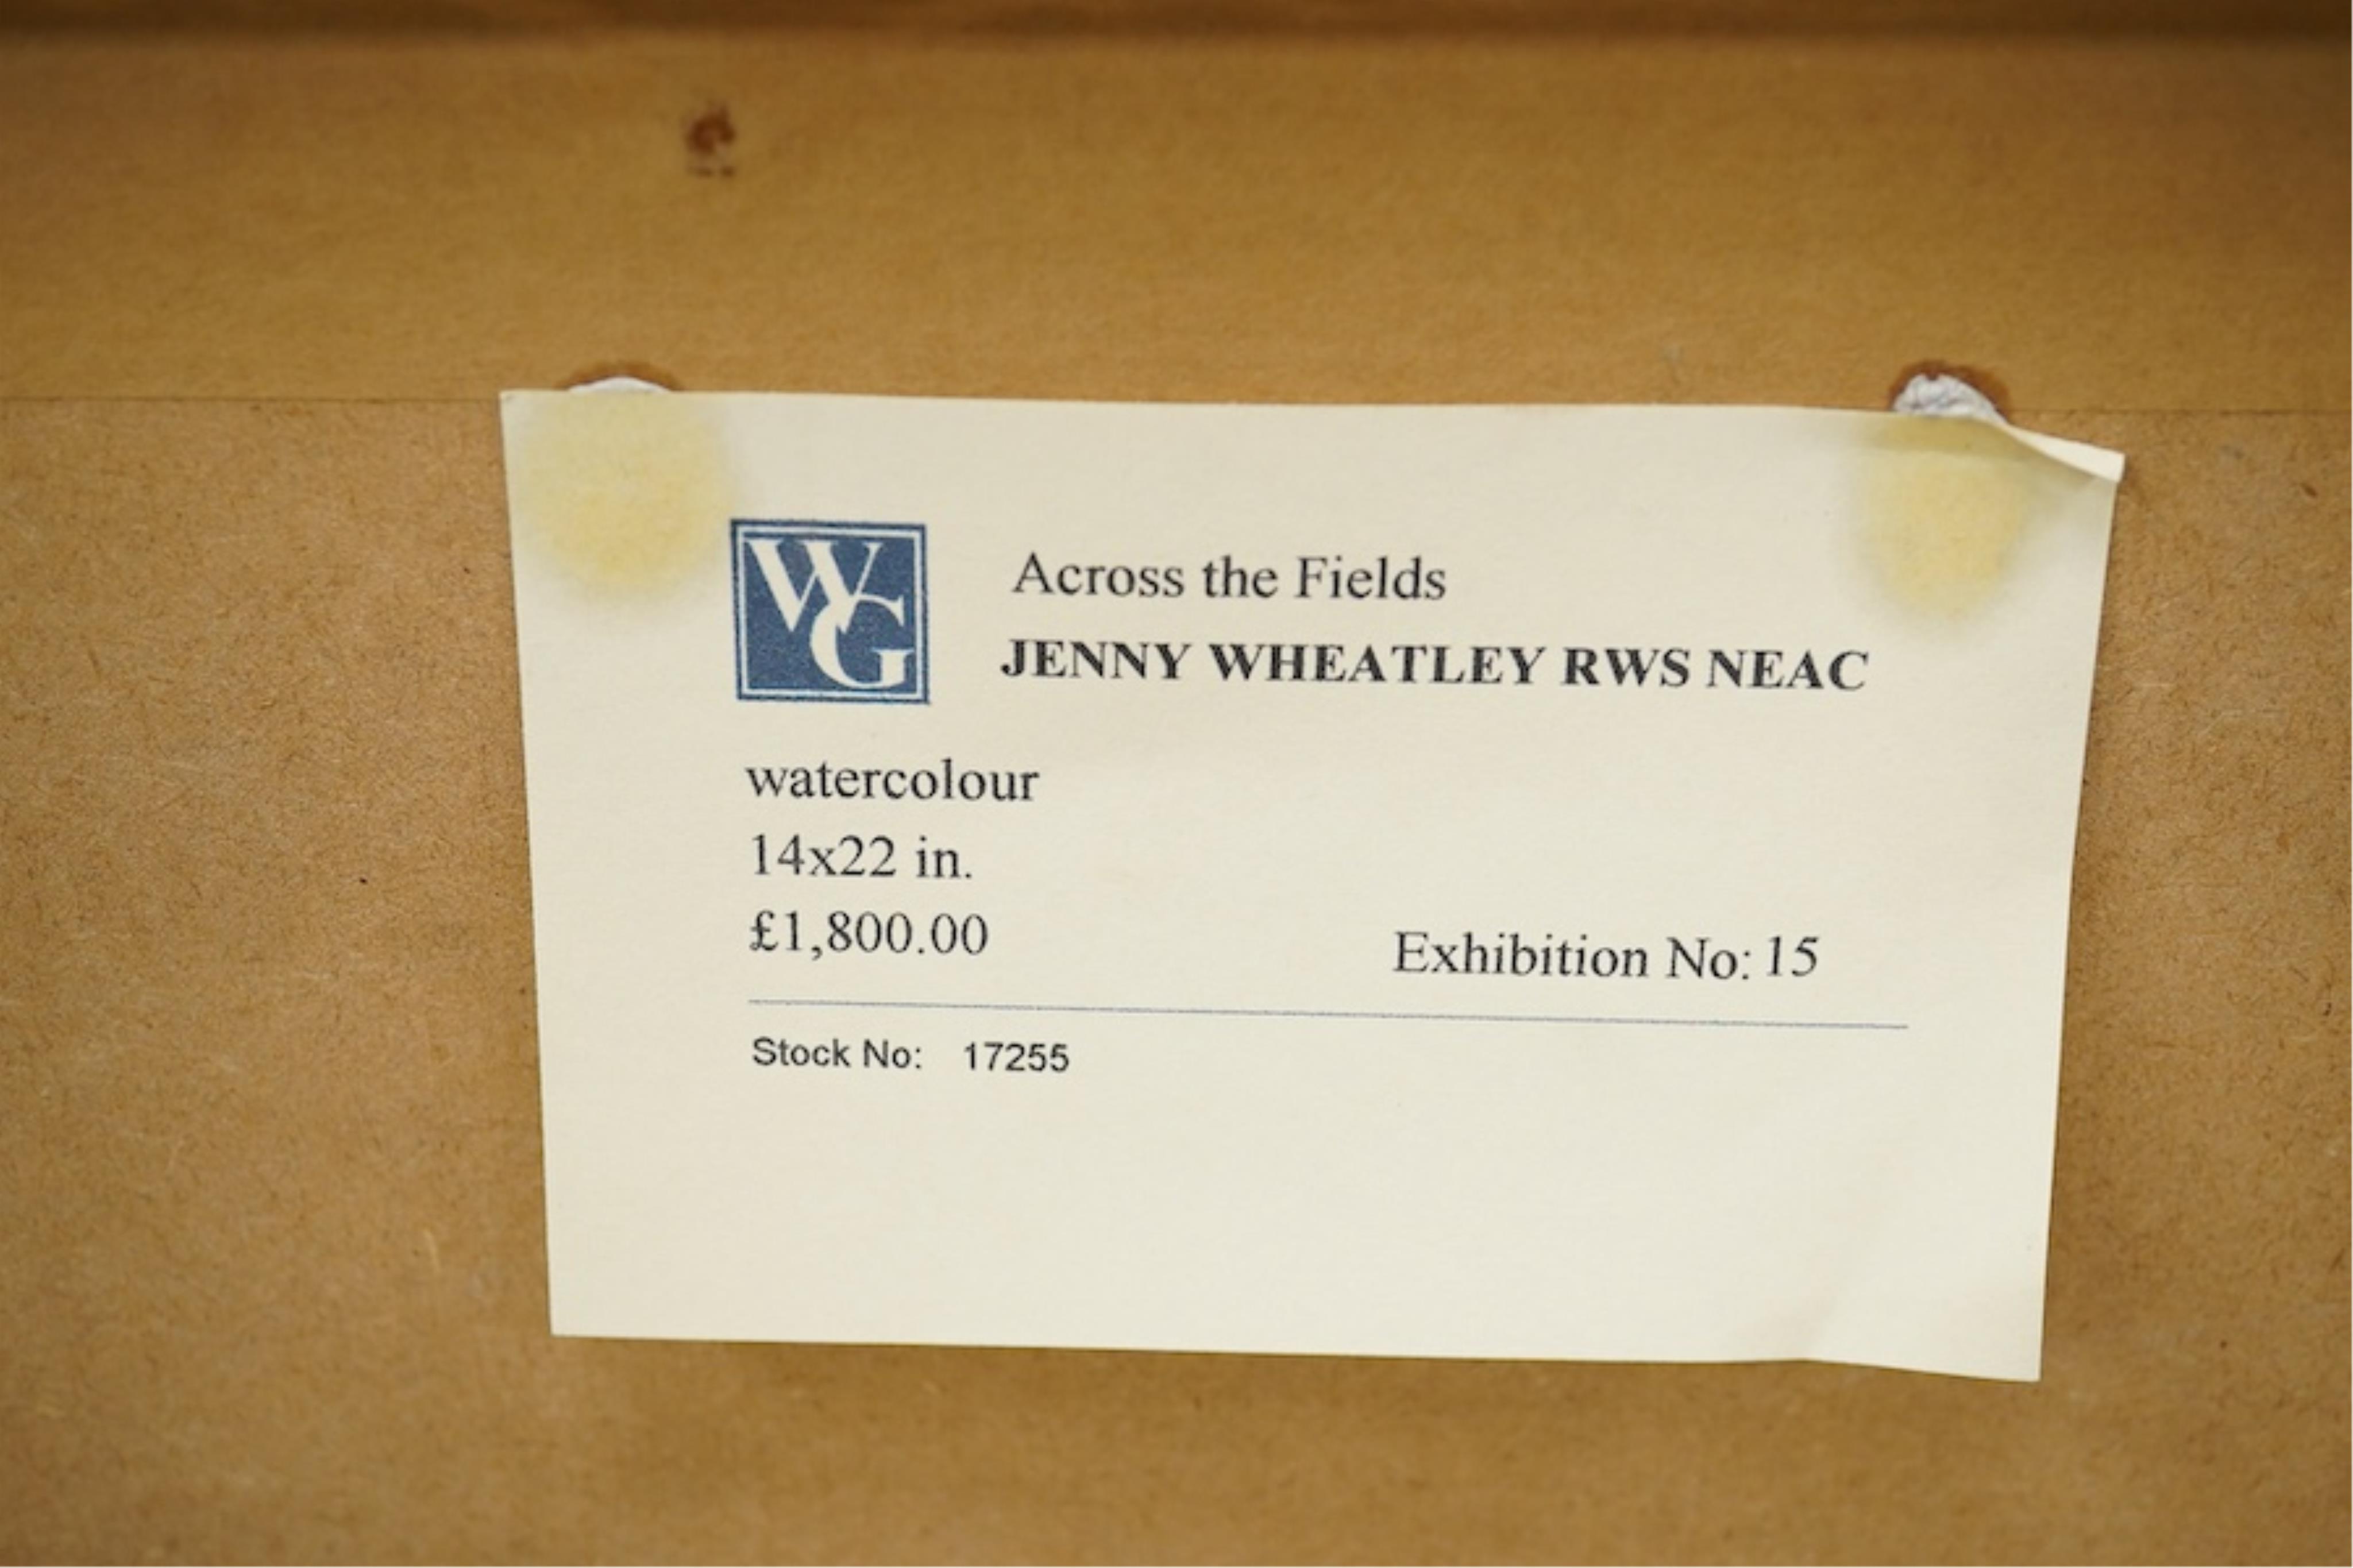 WG
Across the Fields
JENNY WHEATLEY RWS NEAC
watercolour
14x22 in.
£1,800.00
Exhibition No: 15
Stock No: 17255